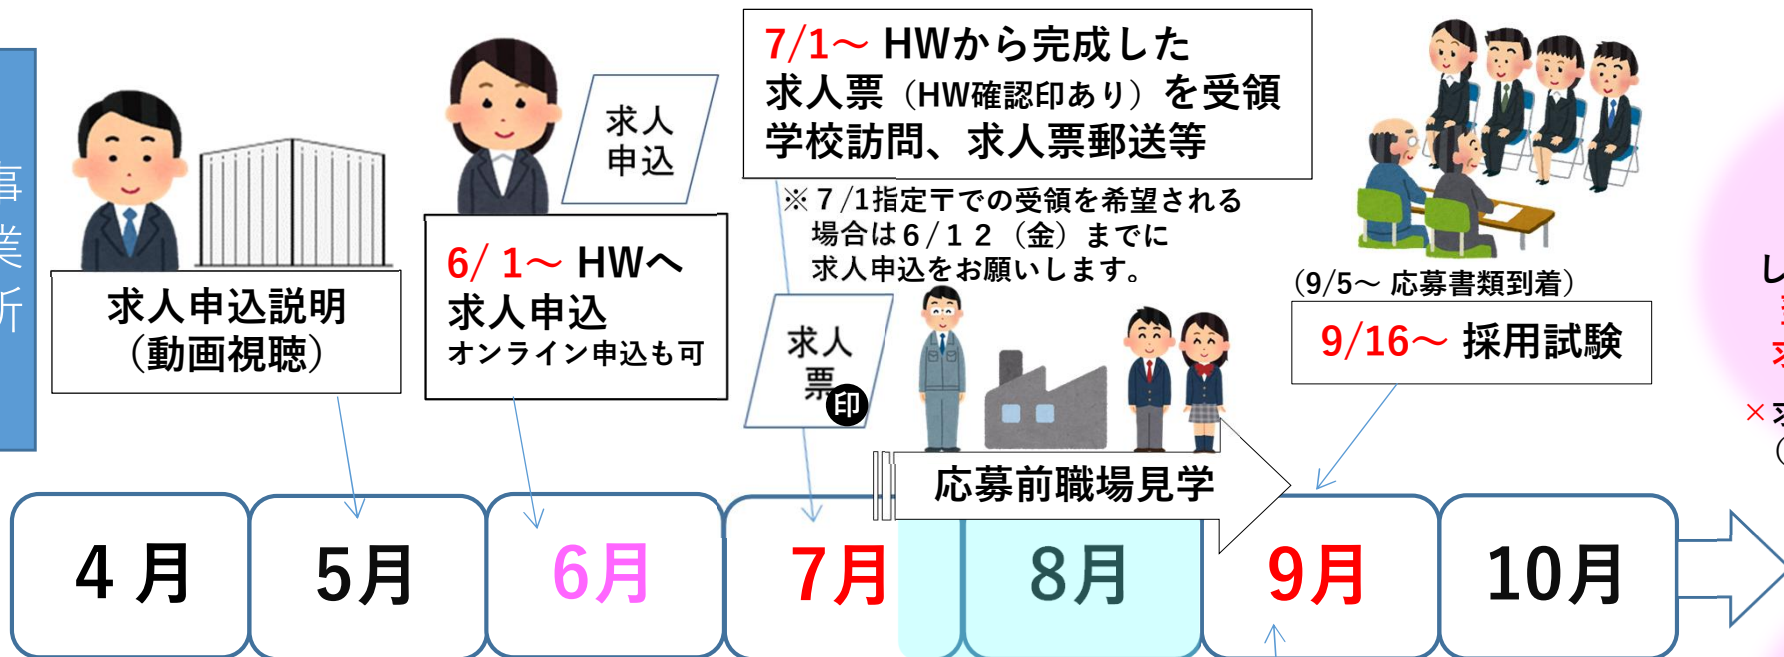 事業所
求人申込説明
（動画視聴）
求人
申込
6/ 1～ HWへ
求人申込
オンライン申込も可
7/1～ HWから完成した
求人票（HW確認印あり）を受領
学校訪問、求人票郵送等
※７/1指定〒での受領を希望される
場合は６/１２（金）までに
求人申込をお願いします。
求人
票
印
応募前職場見学
(9/5～ 応募書類到着)
9/16～ 採用試験
し
×求
（
4 月
5月
6月
7月
8月
9月
10月